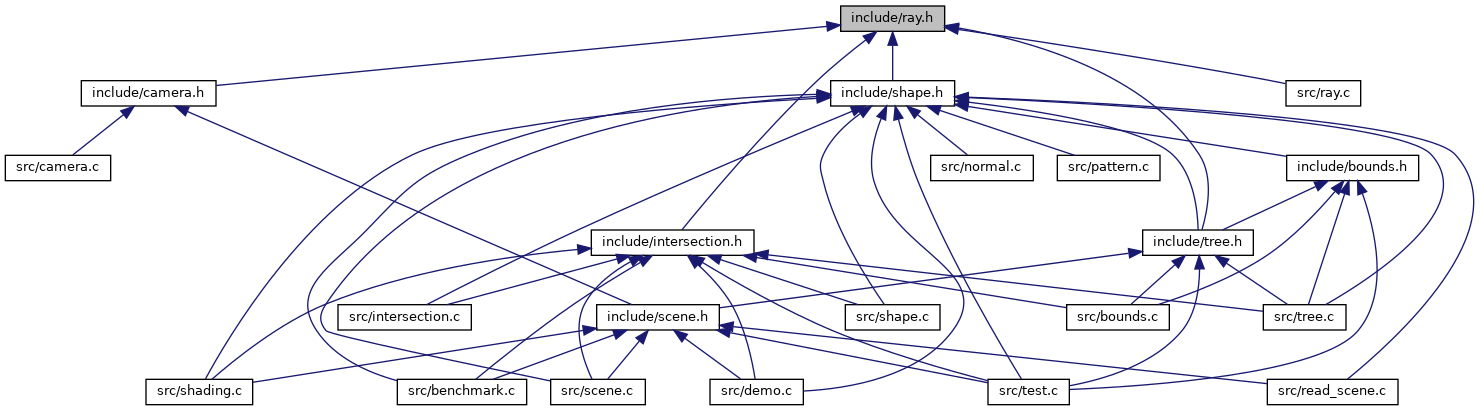 include/ray.h
include/camera.h
include/shape.h
src/ray.c
src/camera.c
src/normal.c
src/pattern.c
include/bounds.h
include/intersection.h
include/tree.h
src/intersection.c
include/scene.h
src/shape.c
src/bounds.c
src/tree.c
src/shading.c
src/benchmark.c
src/scene.c
src/demo.c
src/test.c
src/read_scene.c